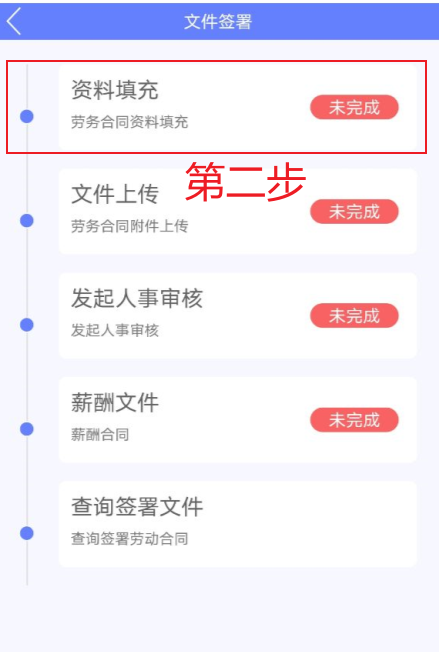 文件签署
资料填充
未完成
劳务合同资料填充
第二步
文件上传
未完成
劳务合同附件上传
发起人事审核
未完成
发起人事审核
薪酬文件
未完成
薪酬合同
查询签署文件
查询签署劳动合同